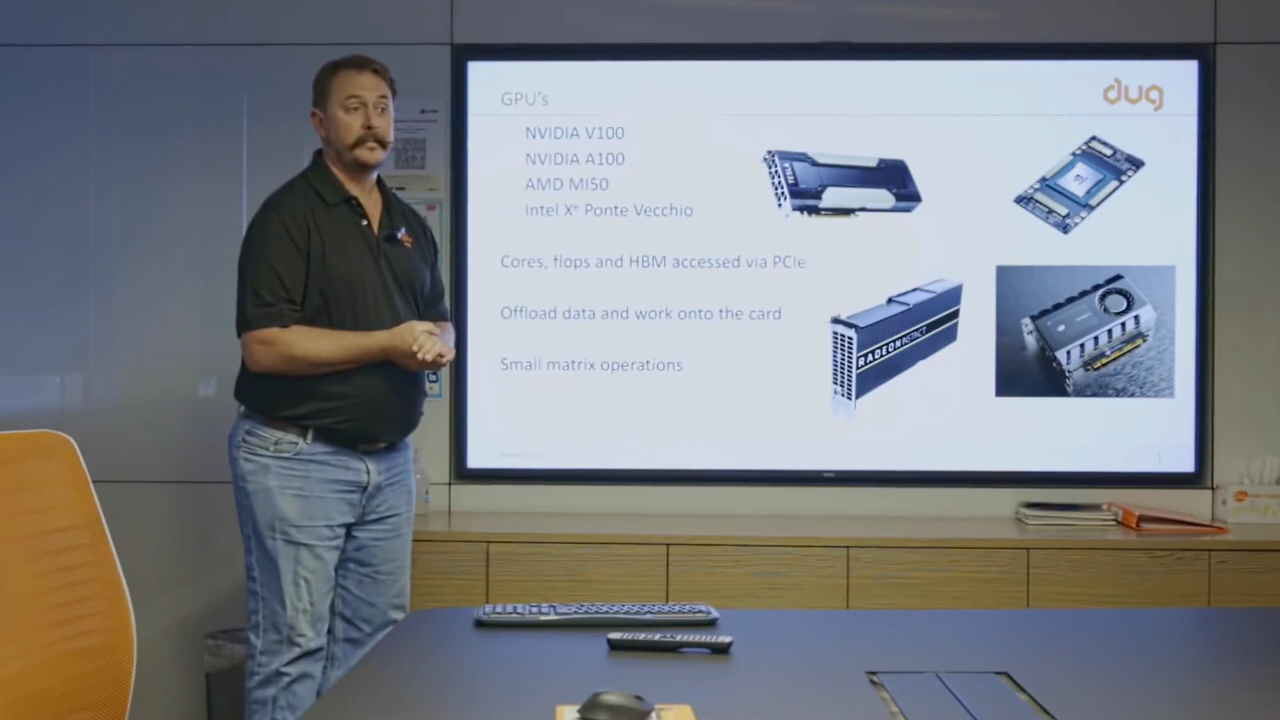 GPU's
dug
NVIDIA V100
NVIDIA A100
AMD MI50
Intel Xe Ponte Vecchio
Cores, flops and HBM accessed via PCIe
Offload data and work onto the card
Small matrix operations
TESLA
RADEON INSTINCT